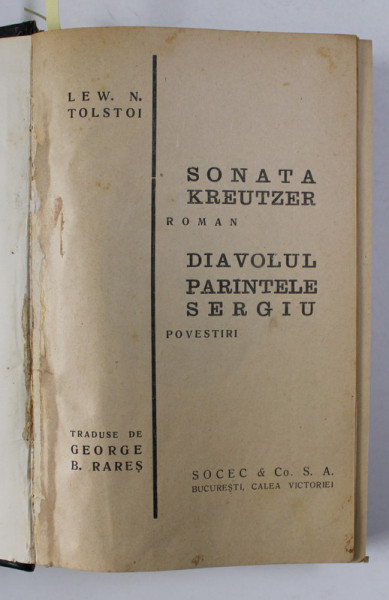 LEW. N.
TOLSTOI
SONATA
KREUTZER
ROMAN
DIAVOLUL
PARINTELE
SERGIU
POVESTIRI
TRADUSE DE
GEORGE
B. RAREȘ
SOCEC & Co. S. A.
BUCUREȘTI, CALEA VICTORIEI